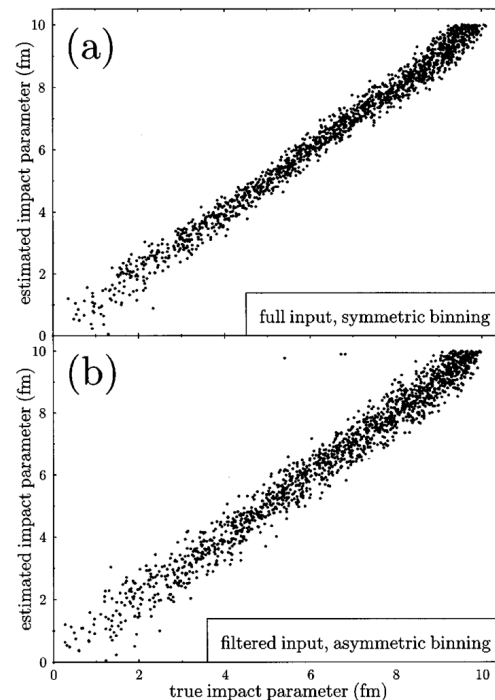 10
(a)
8
6
4
2
0
estimated impact parameter (fm)
full input, symmetric binning
10
(b)
8
6
4
2
0
estimated impact parameter (fm)
filtered input, asymmetric binning
0 2 4 6 8 10
true impact parameter (fm)